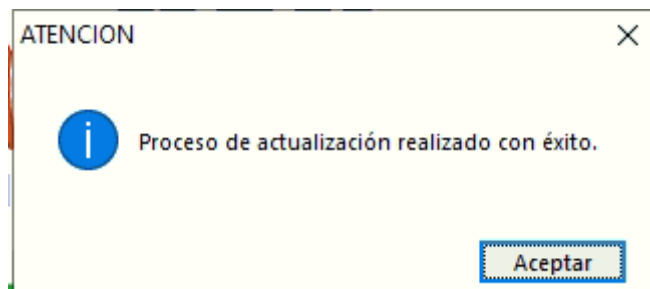 ATENCION
Proceso de actualización realizado con éxito.
Aceptar